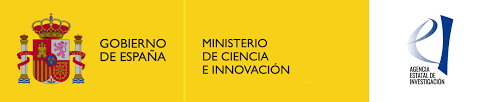 GOBIERNO
DE ESPAÑA
MINISTERIO
DE CIENCIA
E INNOVACIÓN
AGENCIA
ESTATAL DE
INVESTIGACIÓN